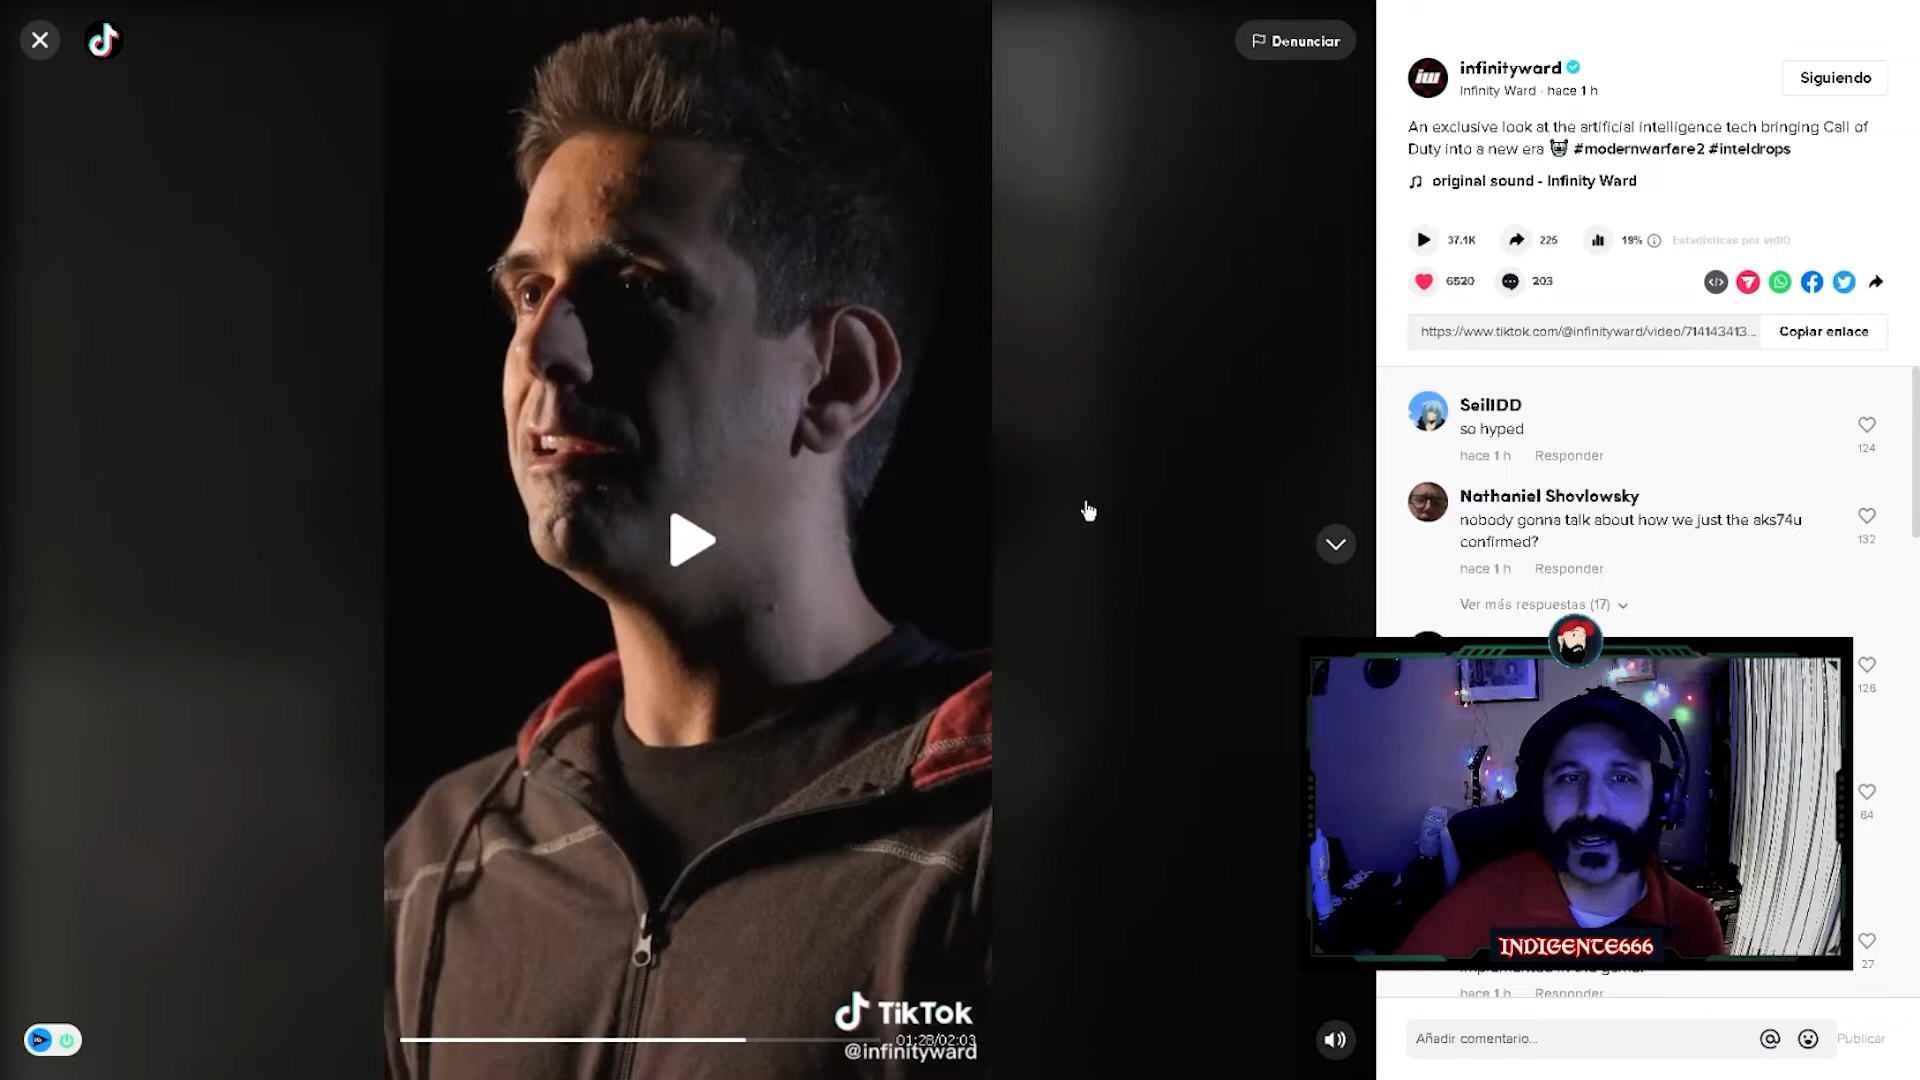 Denunciar
infinityward
Infinity Ward · hace 1 h
Siguiendo
An exclusive look at the artificial intelligence tech bringing Call of
Duty into a new era #modernwarfare2 #inteldrops
original sound - Infinity Ward
37.1K
225
19%
Estadísticas por vidIQ
6520
203
https://www.tiktok.com/@infinityward/video/714143413...
Copiar enlace
SeilIDD
so hyped
124
hace 1 h Responder
Nathaniel Shovlowsky
nobody gonna talk about how we just the aks74u
confirmed?
132
hace 1 h Responder
Ver más respuestas (17)
126
64
INDIGENTE666
27
hace 1 h Responder
TikTok
01:28/02:03
@infinityward
Añadir comentario...
Publicar